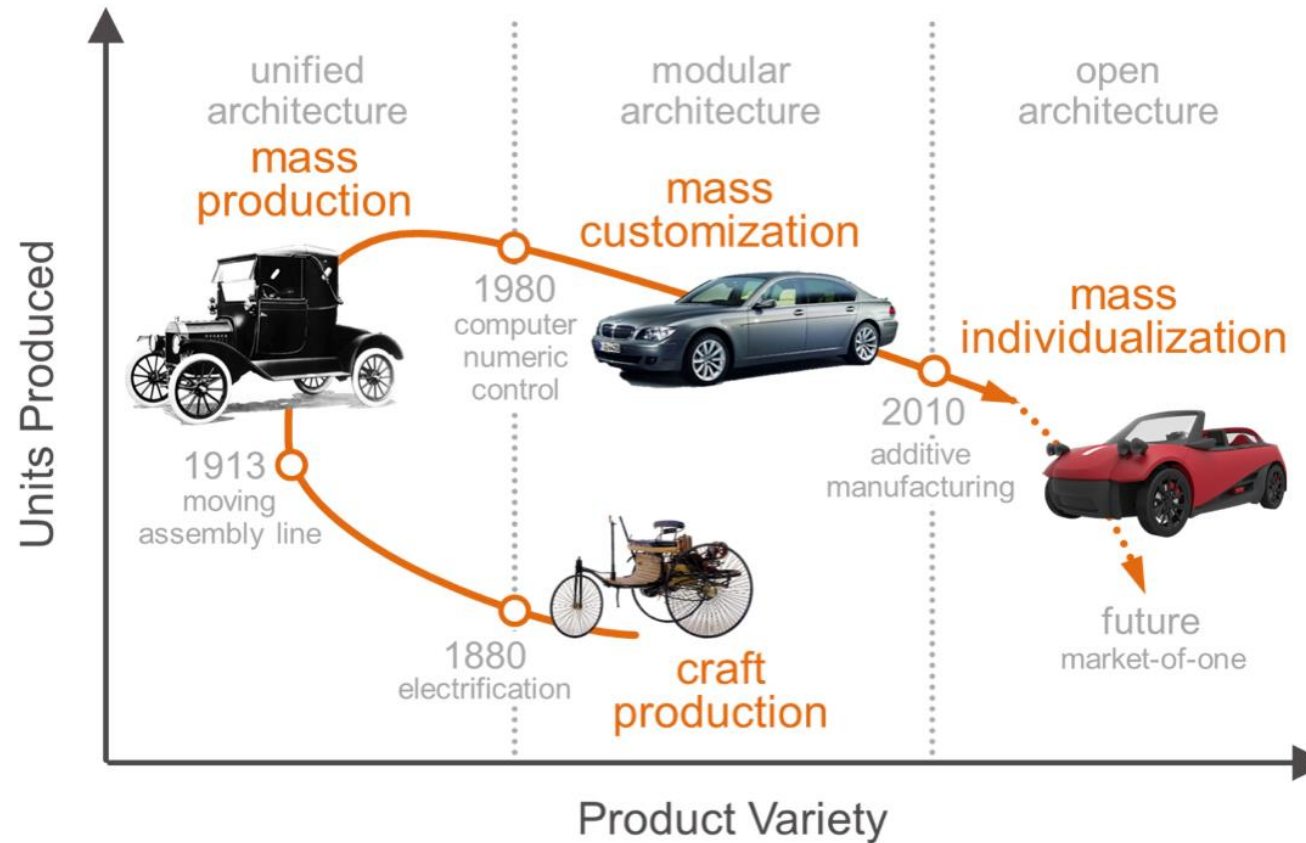 unified
architecture
modular
architecture
open
architecture
mass
production
mass
customization
mass
individualization
1980
computer
numeric
control
2010
additive
manufacturing
1913
moving
assembly line
1880
electrification
craft
production
future
market-of-one
Units Produced
Product Variety